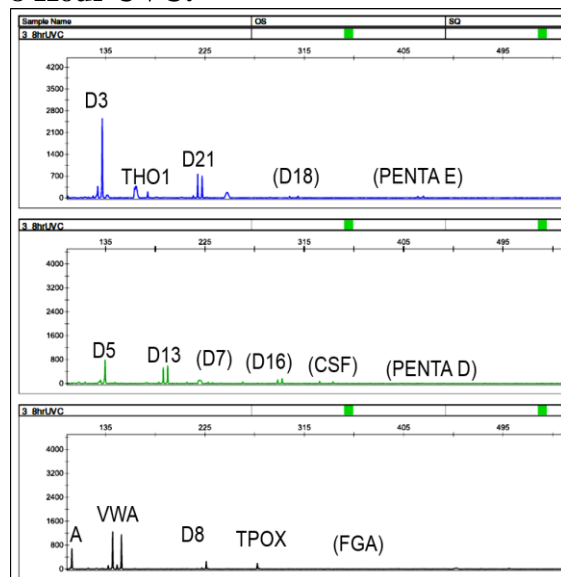 8 Hour UVC:
Sample Name OS SQ
3 8hrUVC
135 225 315 405 495
4200
3500
2800
2100
1400
700
0
D3 THO1 D21 (D18) (PENTA E)
3 8hrUVC
135 225 315 405 495
4000
3200
2400
1600
800
0
D5 D13 (D7) (D16) (CSF) (PENTA D)
3 8hrUVC
135 225 315 405 495
4000
3200
2400
1600
800
0
A VWA D8 TPOX (FGA)